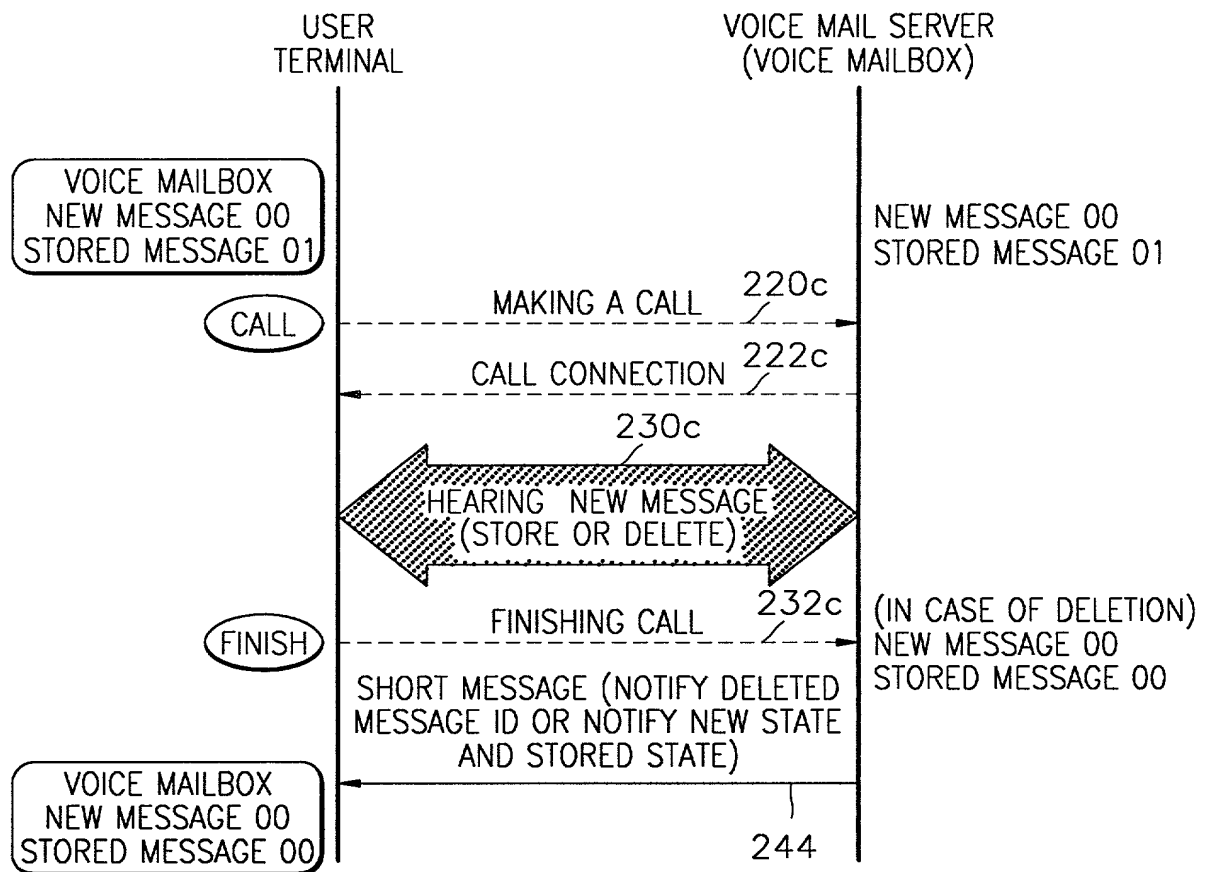 USER
TERMINAL
VOICE MAIL SERVER
(VOICE MAILBOX)
VOICE MAILBOX
NEW MESSAGE 00
STORED MESSAGE 01
NEW MESSAGE 00
STORED MESSAGE 01
CALL
MAKING A CALL
220c
CALL CONNECTION
222c
230c
HEARING NEW MESSAGE
(STORE OR DELETE)
FINISH
FINISHING CALL
232c
(IN CASE OF DELETION)
NEW MESSAGE 00
STORED MESSAGE 00
SHORT MESSAGE (NOTIFY DELETED
MESSAGE ID OR NOTIFY NEW STATE
AND STORED STATE)
VOICE MAILBOX
NEW MESSAGE 00
STORED MESSAGE 00
244